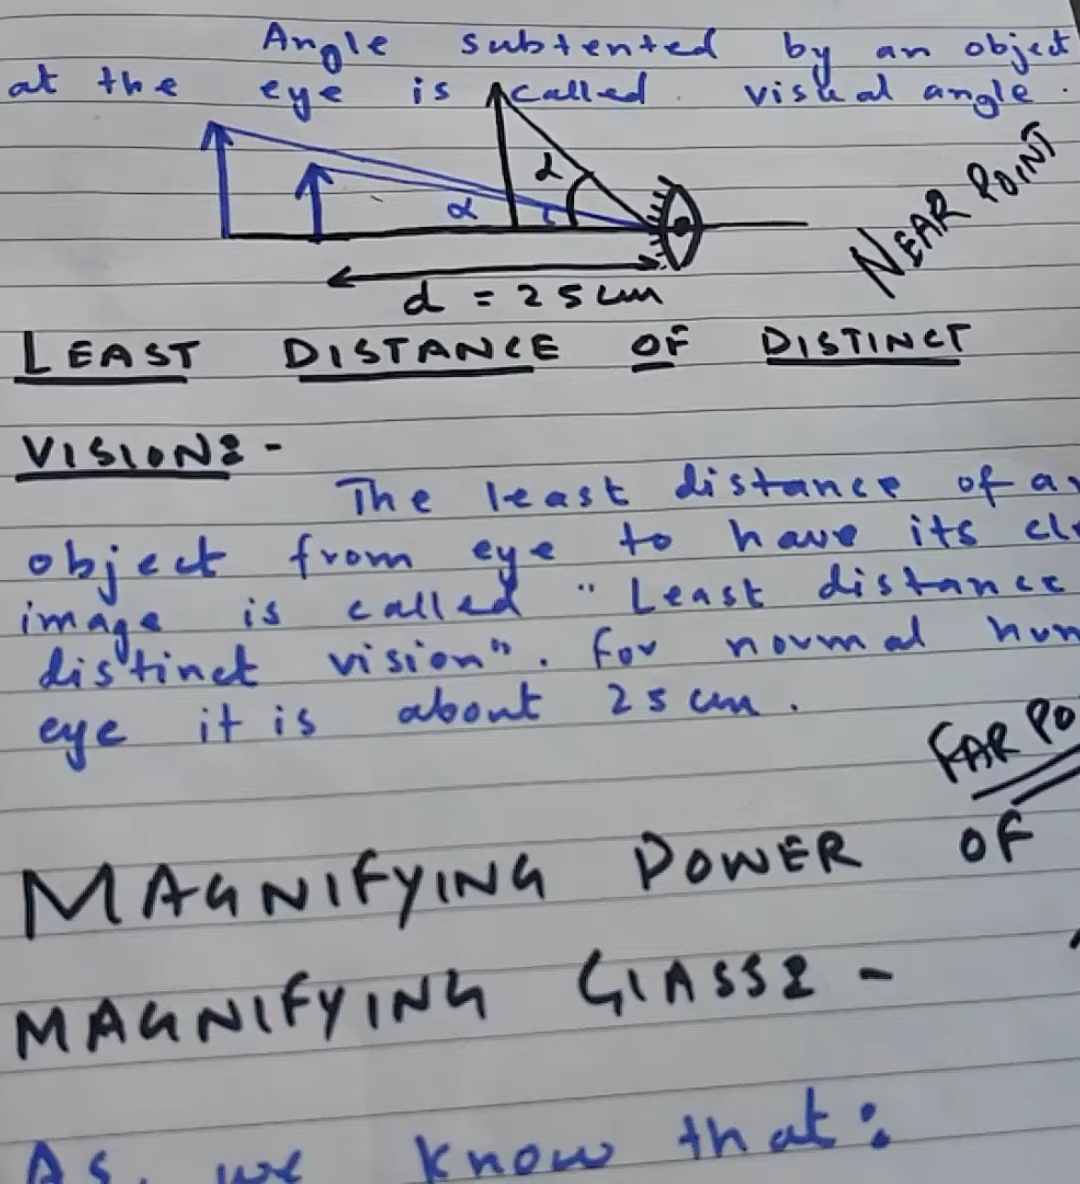 Angle subtented by an object
at the eye is called. visual angle.
α
α
NEAR POINT
d = 25 cm
LEAST DISTANCE OF DISTINCT
VISION:-
The least distance of an
object from eye to have its cle
image is called "Least distance
distinct vision". For normal hum
eye it is about 25 cm.
FAR PO
MAGNIFYING POWER OF
MAGNIFYING GlASS:-
As, we know that: